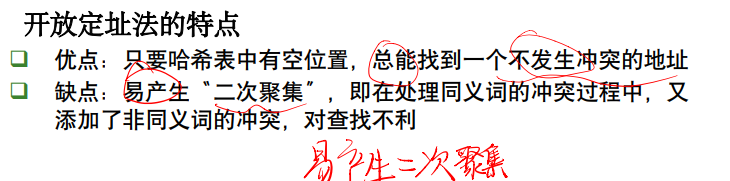 开放定址法的特点
优点：只要哈希表中有空位置，总能找到一个不发生冲突的地址
缺点：易产生“二次聚集”，即在处理同义词的冲突过程中，又
添加了非同义词的冲突，对查找不利
易产生二次聚集